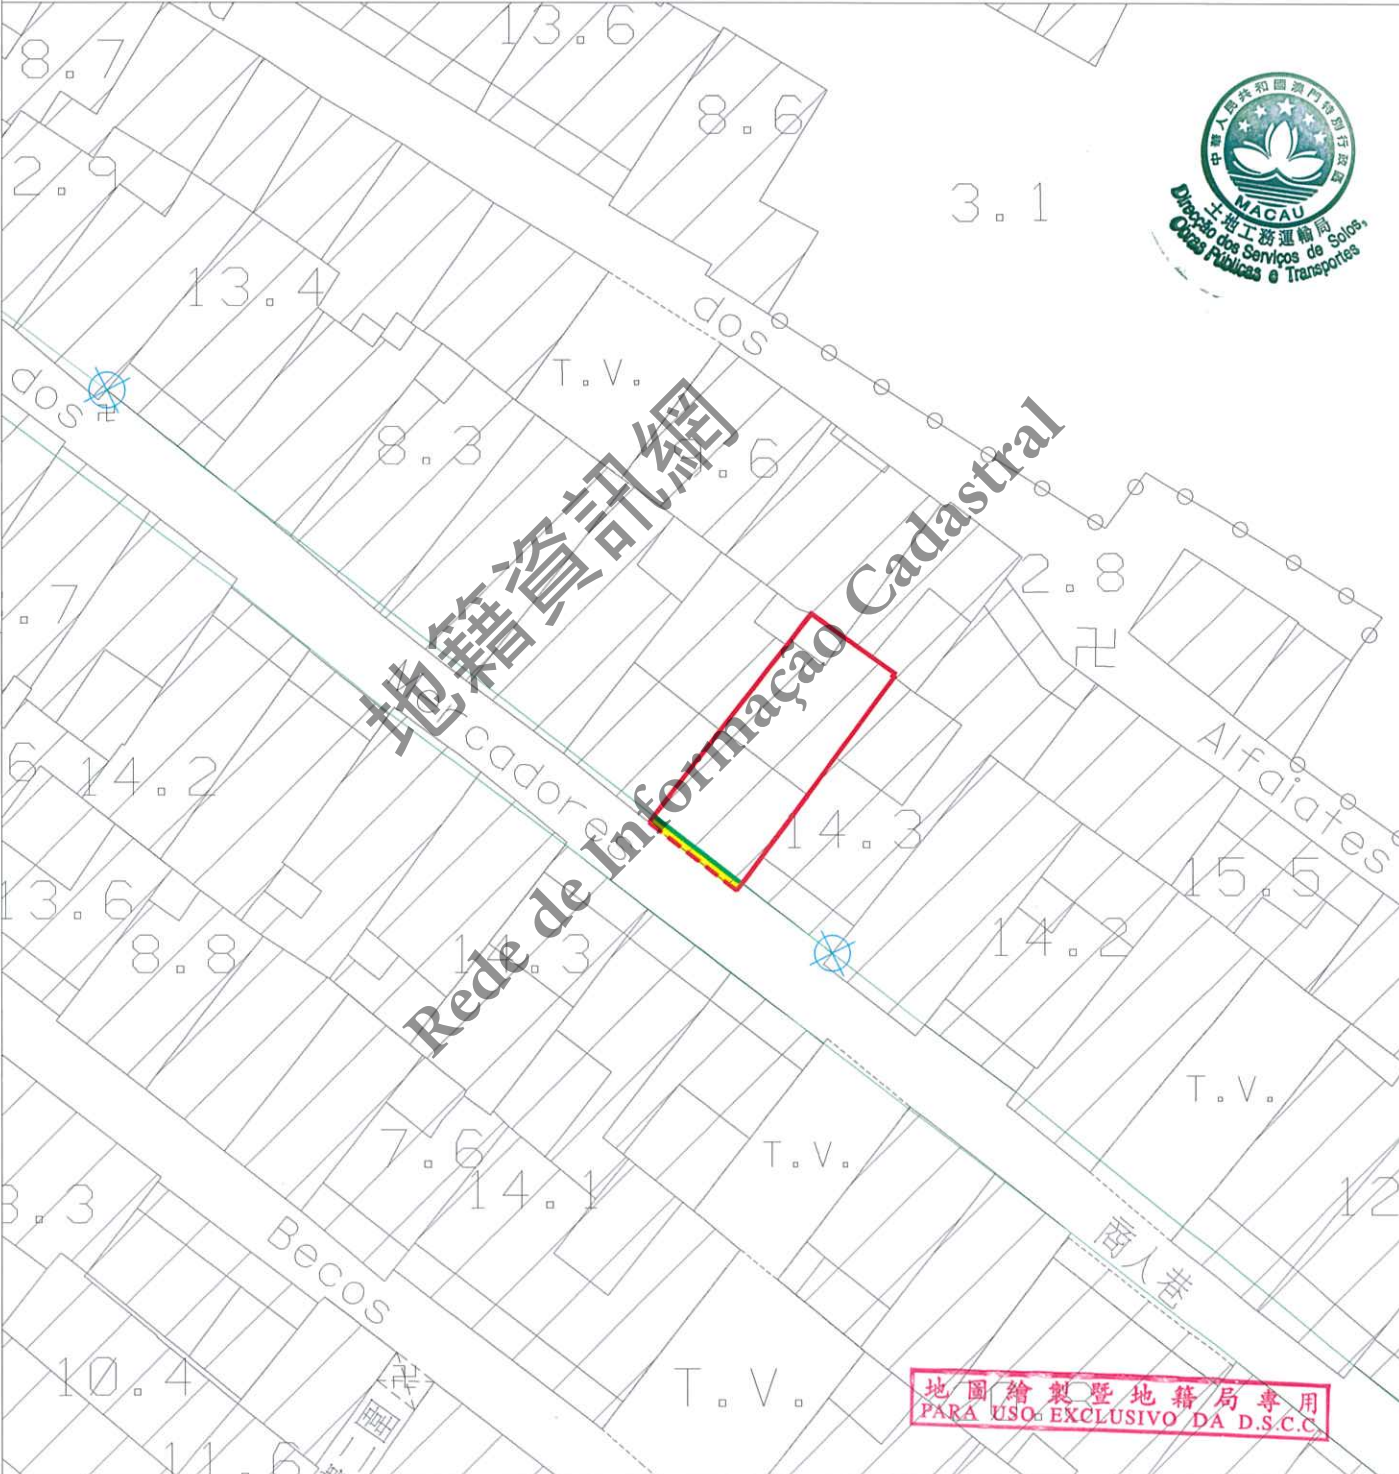 13.6
8.7
8.6
2.9
3.1
中華人民共和國澳門特別行政區
MACAU
土地工務運輸局
Direcção dos Serviços de Solos,
Obras Públicas e Transportes
13.4
dos
T.V.
dos
8.3
.6
2.8
地籍資訊網
Rede de Informação Cadastral
.7
卍
Mercadores
Alfaiates
6
14.2
14.3
15.5
13.6
8.8
14.3
14.2
T.V.
7.6
T.V.
14.1
3.3
12
商人巷
Becos
10.4
T.V.
地圖繪製暨地籍局專用
PARA USO EXCLUSIVO DA D.S.C.C.
11.6
二圍